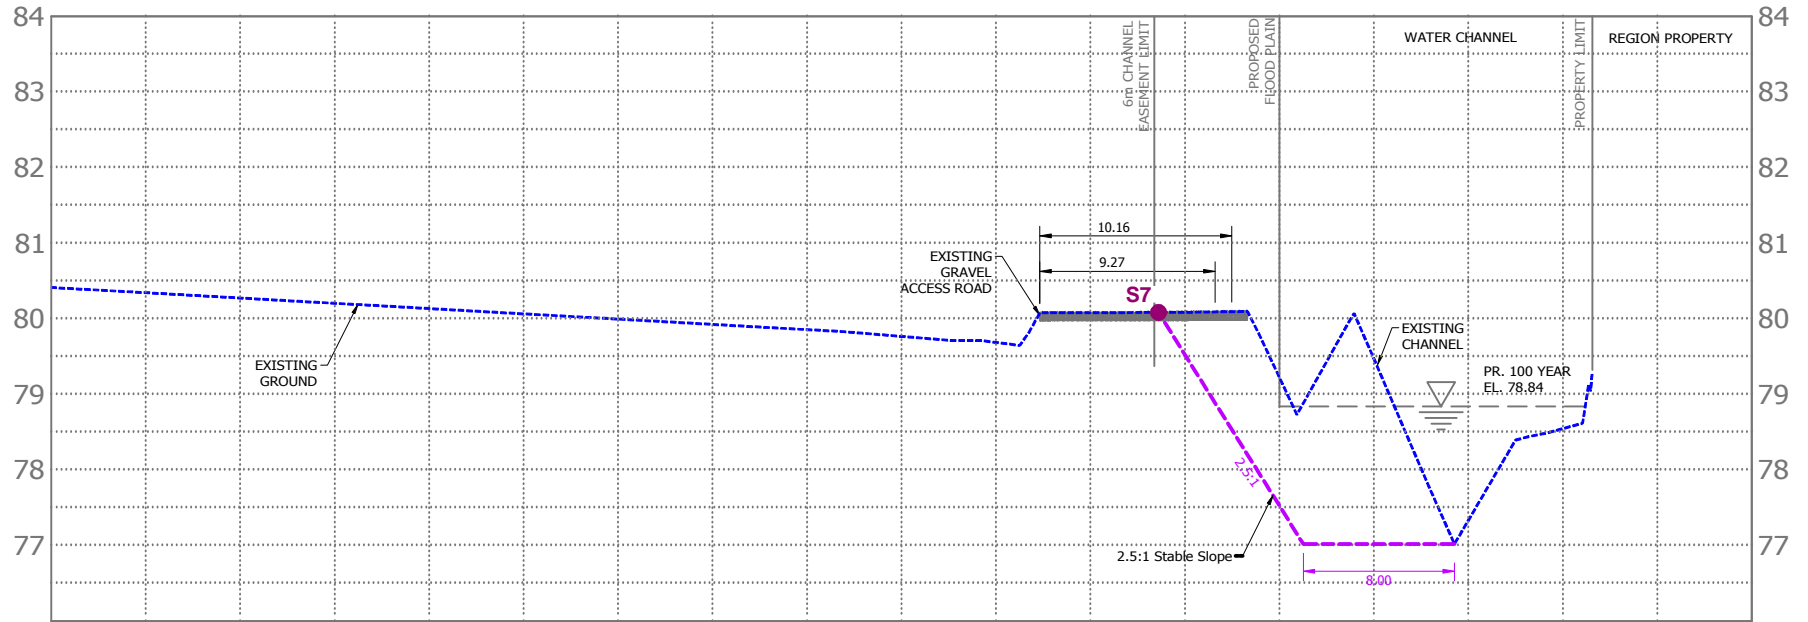 84
83
82
81
80
79
78
77
6m CHANNEL
EASEMENT LIMIT
PROPOSED
FLOOD PLAIN
WATER CHANNEL
PROPERTY LIMIT
REGION PROPERTY
10.16
9.27
EXISTING
GRAVEL
ACCESS ROAD
S7
EXISTING
GROUND
EXISTING
CHANNEL
PR. 100 YEAR
EL. 78.84
2.5:1
2.5:1 Stable Slope
8.00
84
83
82
81
80
79
78
77